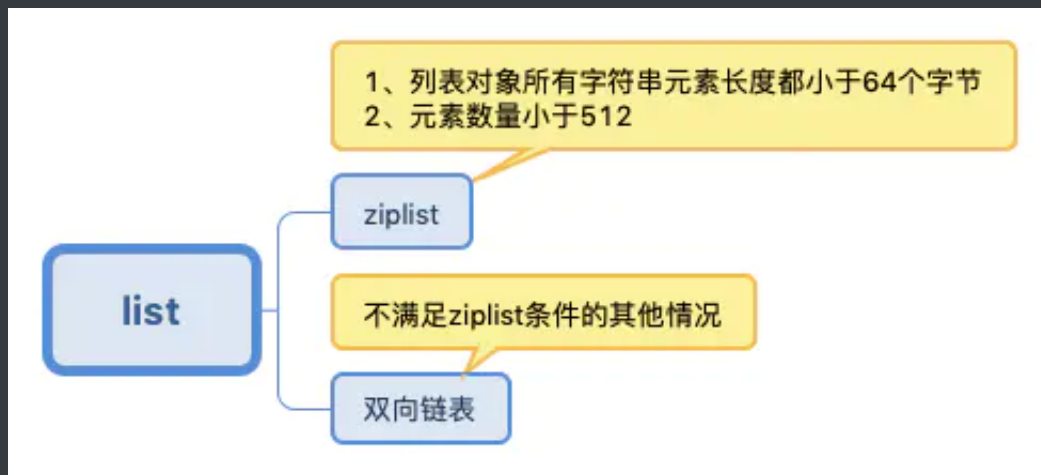 1、列表对象所有字符串元素长度都小于64个字节
2、元素数量小于512
ziplist
list
不满足ziplist条件的其他情况
双向链表